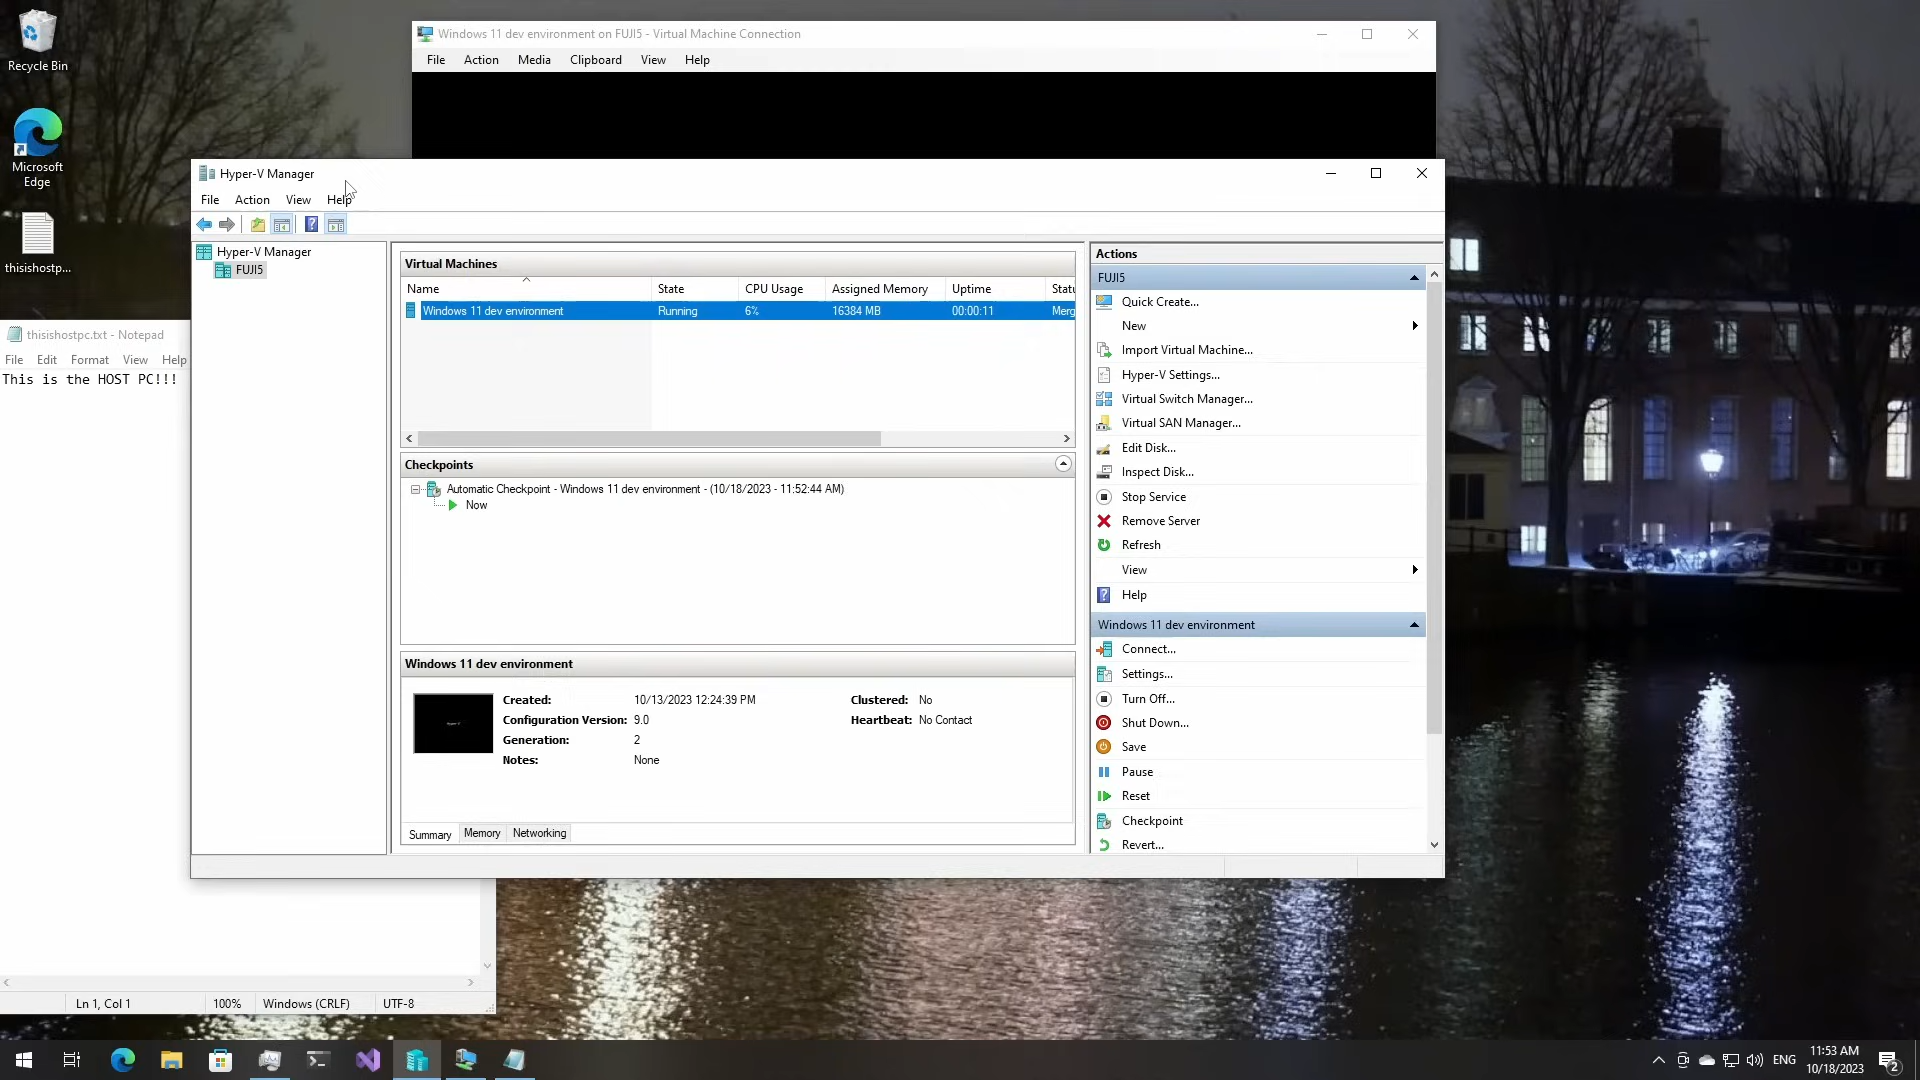 Recycle Bin
Microsoft
Edge
thisishostp...
Windows 11 dev environment on FUJI5 - Virtual Machine Connection
File Action Media Clipboard View Help
Hyper-V Manager
File Action View Help
Hyper-V Manager
FUJI5
thisishostpc.txt - Notepad
File Edit Format View Help
This is the HOST PC!!!
Ln 1, Col 1 100% Windows (CRLF) UTF-8
Virtual Machines
Name State CPU Usage Assigned Memory Uptime Statu
Windows 11 dev environment Running 6% 16384 MB 00:00:11 Merg
Checkpoints
Automatic Checkpoint - Windows 11 dev environment - (10/18/2023 - 11:52:44 AM)
Now
Windows 11 dev environment
Created: 10/13/2023 12:24:39 PM Clustered: No
Configuration Version: 9.0 Heartbeat: No Contact
Generation: 2
Notes: None
Summary Memory Networking
Actions
FUJI5
Quick Create...
New
Import Virtual Machine...
Hyper-V Settings...
Virtual Switch Manager...
Virtual SAN Manager...
Edit Disk...
Inspect Disk...
Stop Service
Remove Server
Refresh
View
Help
Windows 11 dev environment
Connect...
Settings...
Turn Off...
Shut Down...
Save
Pause
Reset
Checkpoint
Revert...
ENG
11:53 AM
10/18/2023
2